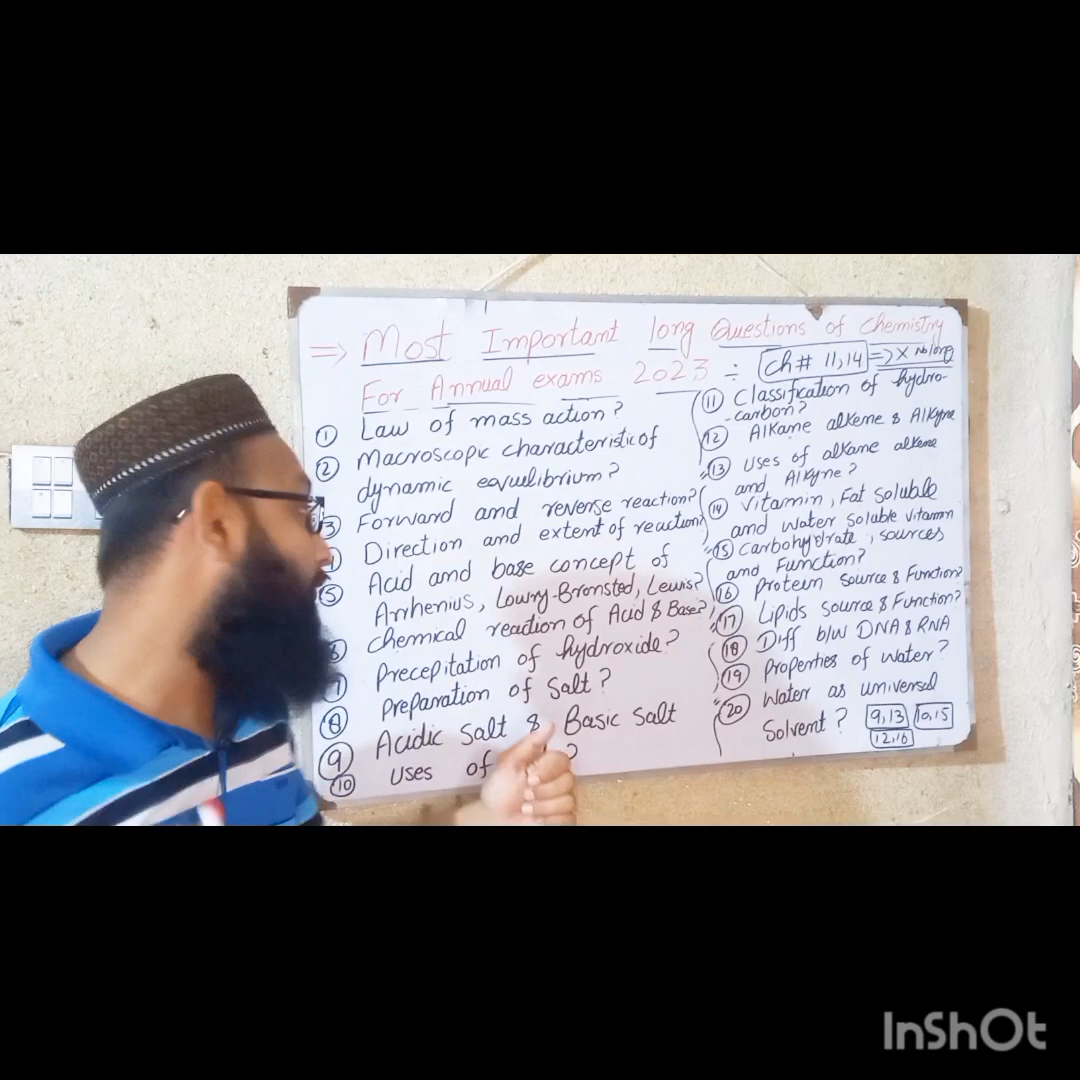 ⇒ Most Important long Questions of Chemistry
For Annual exams 2023 ÷ ch# 11,14 ⇒ X No long
① Law of mass action?
② Macroscopic characteristic of
dynamic equilibrium?
3 Forward and reverse reaction?
Direction and extent of reaction?
5 Acid and base concept of
Arrhenius, Lowry-Bronsted, Lewis?
chemical reaction of Acid & Base?
Precepitation of hydroxide?
⑧ Preparation of Salt?
⑨ Acidic Salt & Basic Salt
⑩ uses of ?
⑪ Classification of hydro-
-carbon?
⑫ Alkane alkene & Alkyne
⑬ Uses of alkane alkene
and Alkyne?
⑭ Vitamin, Fat Soluble
and Water Soluble vitamin
⑮ Carbohydrate, sources
and Function?
⑯ Protein Source & Function?
⑰ Lipids Source & Function?
⑱ Diff b/w DNA & RNA
⑲ Properties of Water?
⑳ Water as universal
Solvent? 9,13 10,15
12,16
InShOt